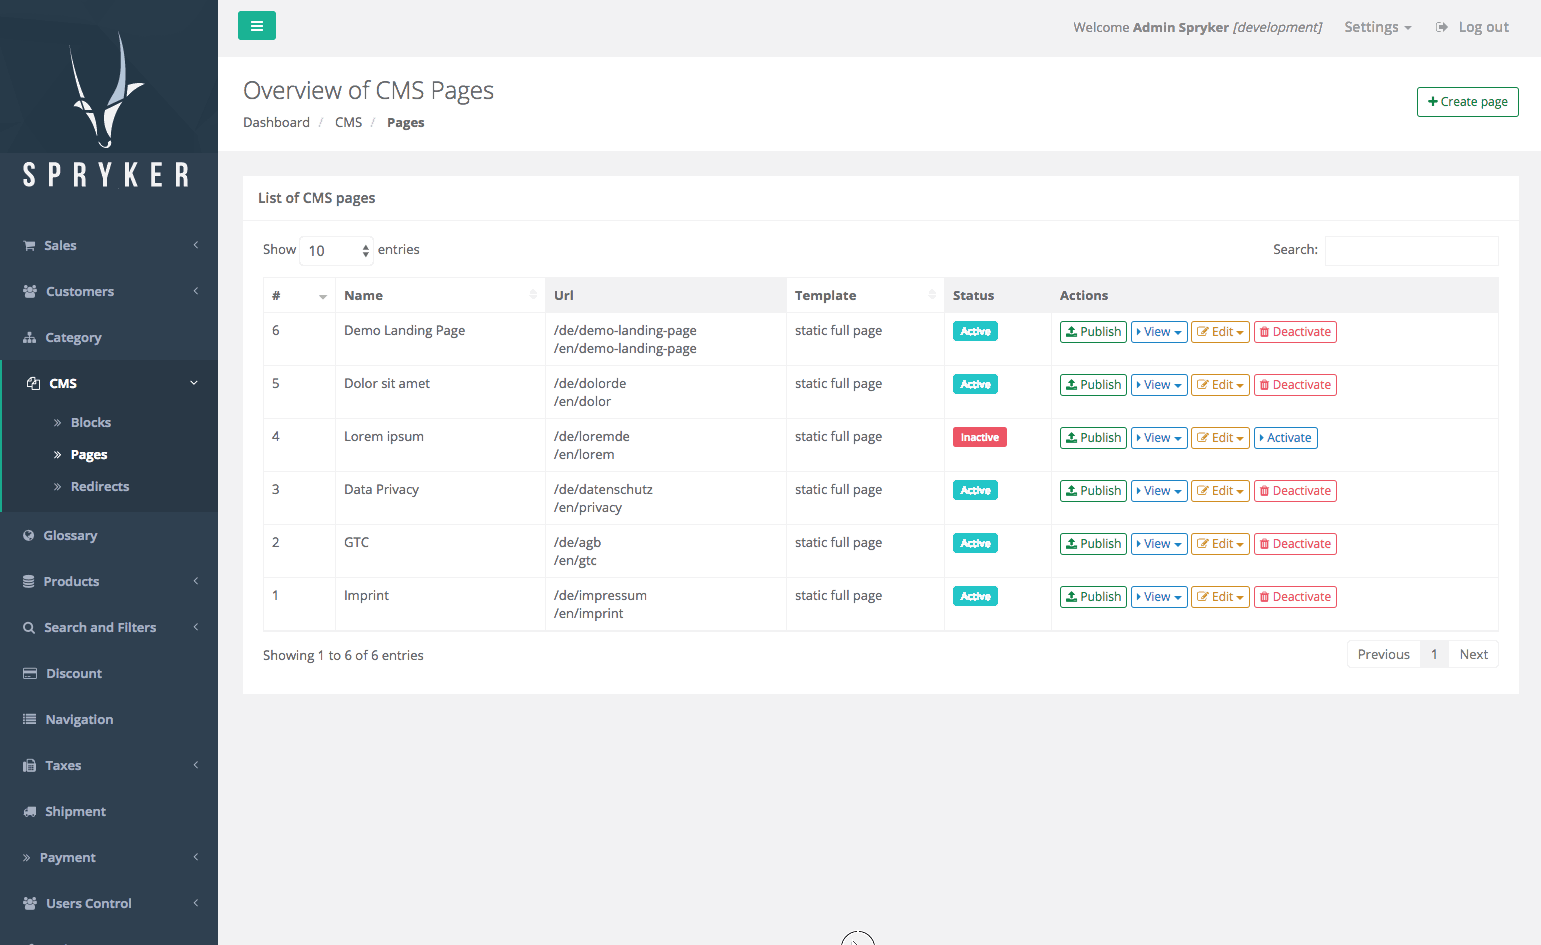 SPRYKER
Sales
Customers
Category
CMS
Blocks
Pages
Redirects
Glossary
Products
Search and Filters
Discount
Navigation
Taxes
Shipment
Payment
Users Control
Welcome Admin Spryker [development] Settings Log out
Overview of CMS Pages
Dashboard / CMS / Pages
+ Create page
List of CMS pages
Show 10 entries Search:
# Name Url Template Status Actions
6 Demo Landing Page /de/demo-landing-page static full page Active Publish View Edit Deactivate
/en/demo-landing-page
5 Dolor sit amet /de/dolorde static full page Active Publish View Edit Deactivate
/en/dolor
4 Lorem ipsum /de/loremde static full page Inactive Publish View Edit Activate
/en/lorem
3 Data Privacy /de/datenschutz static full page Active Publish View Edit Deactivate
/en/privacy
2 GTC /de/agb static full page Active Publish View Edit Deactivate
/en/gtc
1 Imprint /de/impressum static full page Active Publish View Edit Deactivate
/en/imprint
Showing 1 to 6 of 6 entries Previous 1 Next